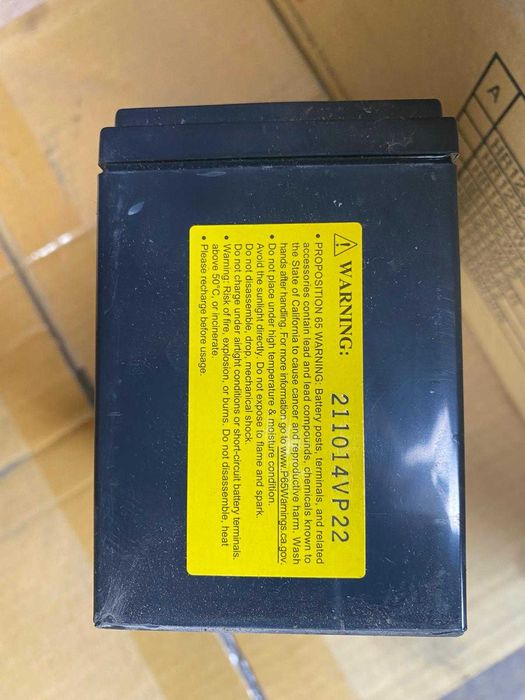 ⚠ WARNING: 211014VP22
• PROPOSITION 65 WARNING: Battery posts, terminals, and related
accessories contain lead and lead compounds, chemicals known to
the State of California to cause cancer and reproductive harm. Wash
hands after handling. For more information go to www.P65Warnings.ca.gov.
• Do not place under high temperature & moisture condition.
Avoid the sunlight directly. Do not expose to flame and spark.
Do not disassemble, drop, mechanical shock.
Do not charge under airtight conditions or short-circuit battery terminals.
• Warning: Risk of fire, explosion, or burns. Do not disassemble, heat
above 50°C, or incinerate.
• Please recharge before usage.
A